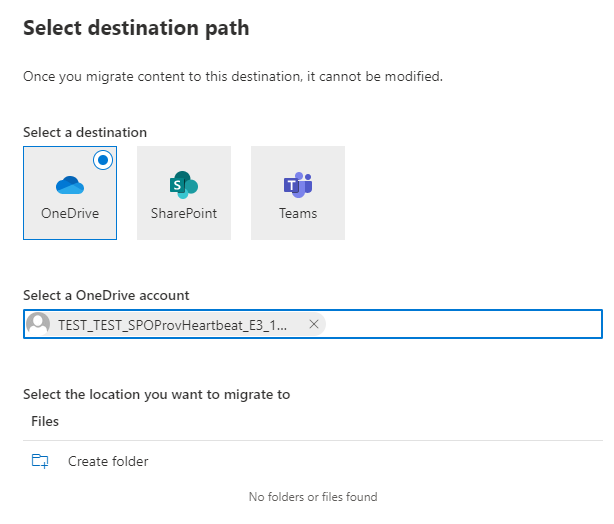 Select destination path
Once you migrate content to this destination, it cannot be modified.
Select a destination
OneDrive
SharePoint
Teams
Select a OneDrive account
TEST_TEST_SPOProvHeartbeat_E3_1...
Select the location you want to migrate to
Files
Create folder
No folders or files found